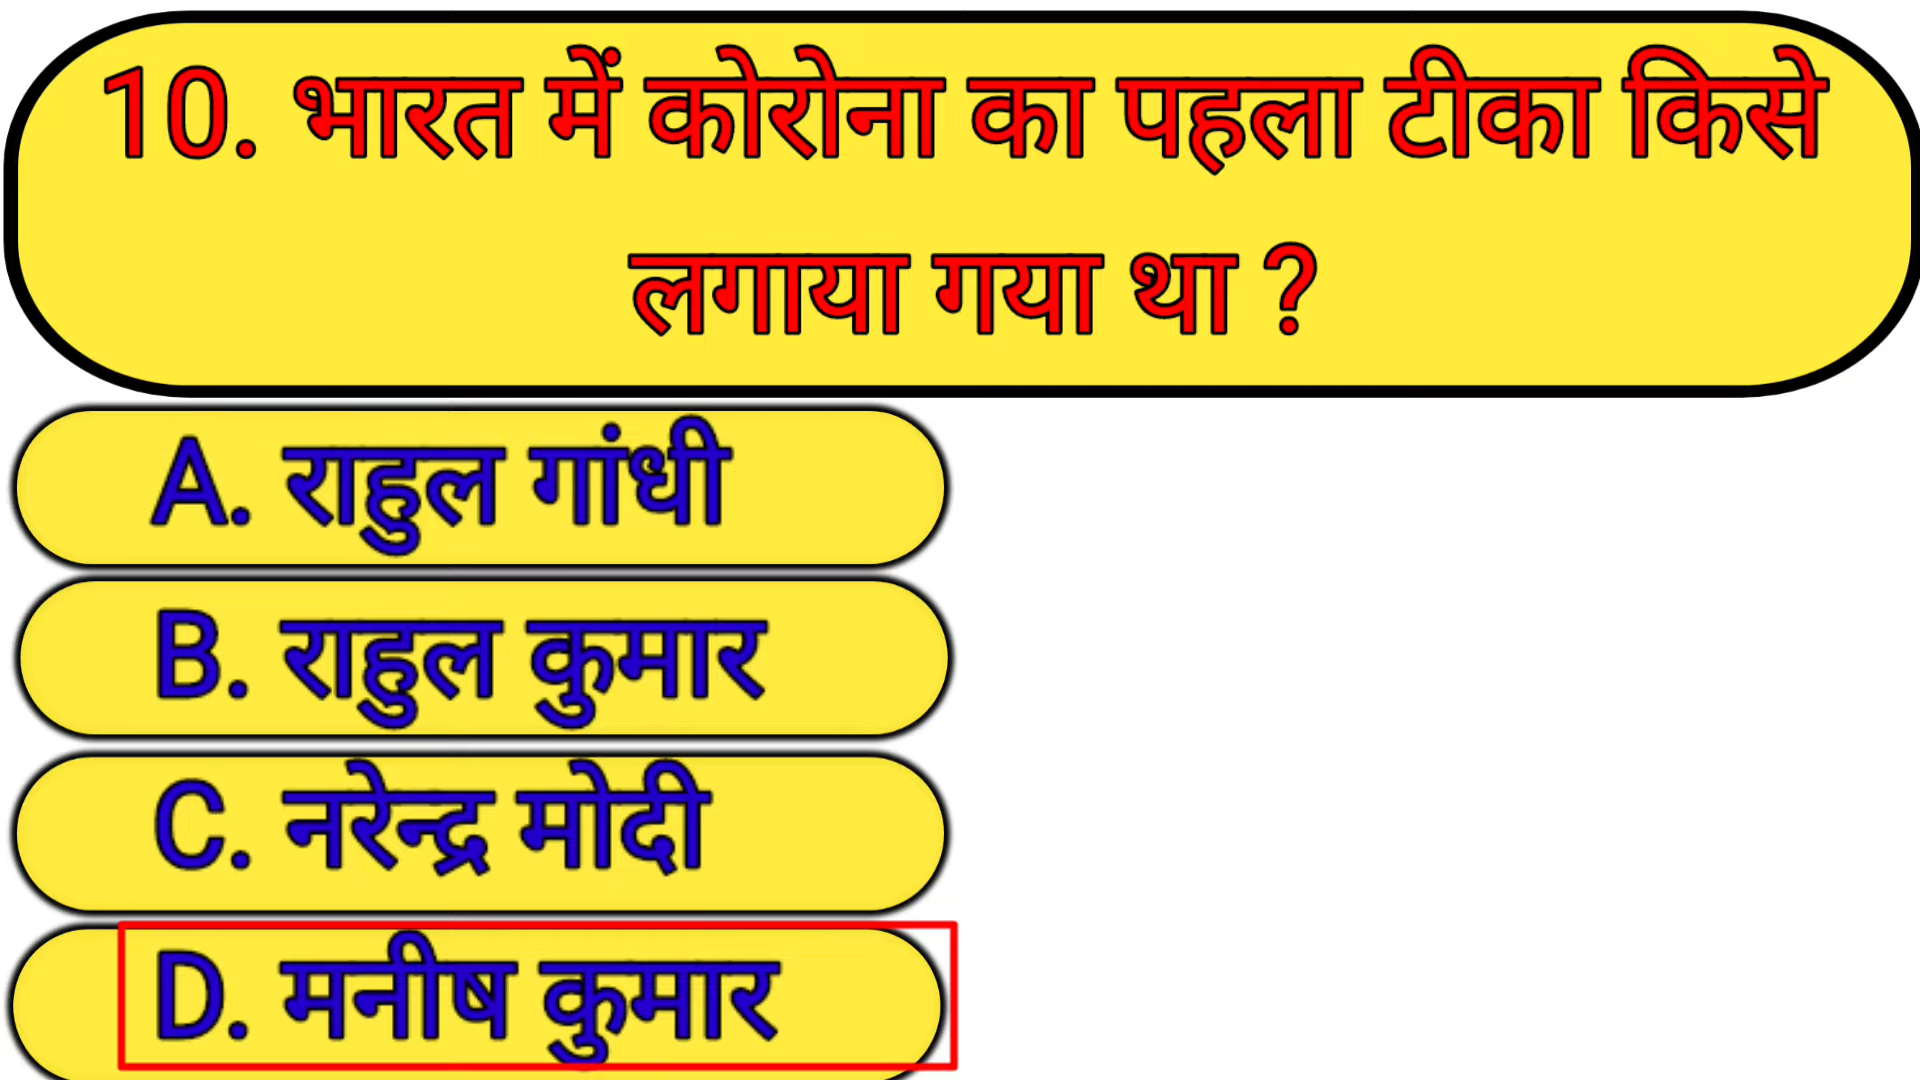 10. भारत में कोरोना का पहला टीका किसे
लगाया गया था ?
A. राहुल गांधी
B. राहुल कुमार
C. नरेन्द्र मोदी
D. मनीष कुमार